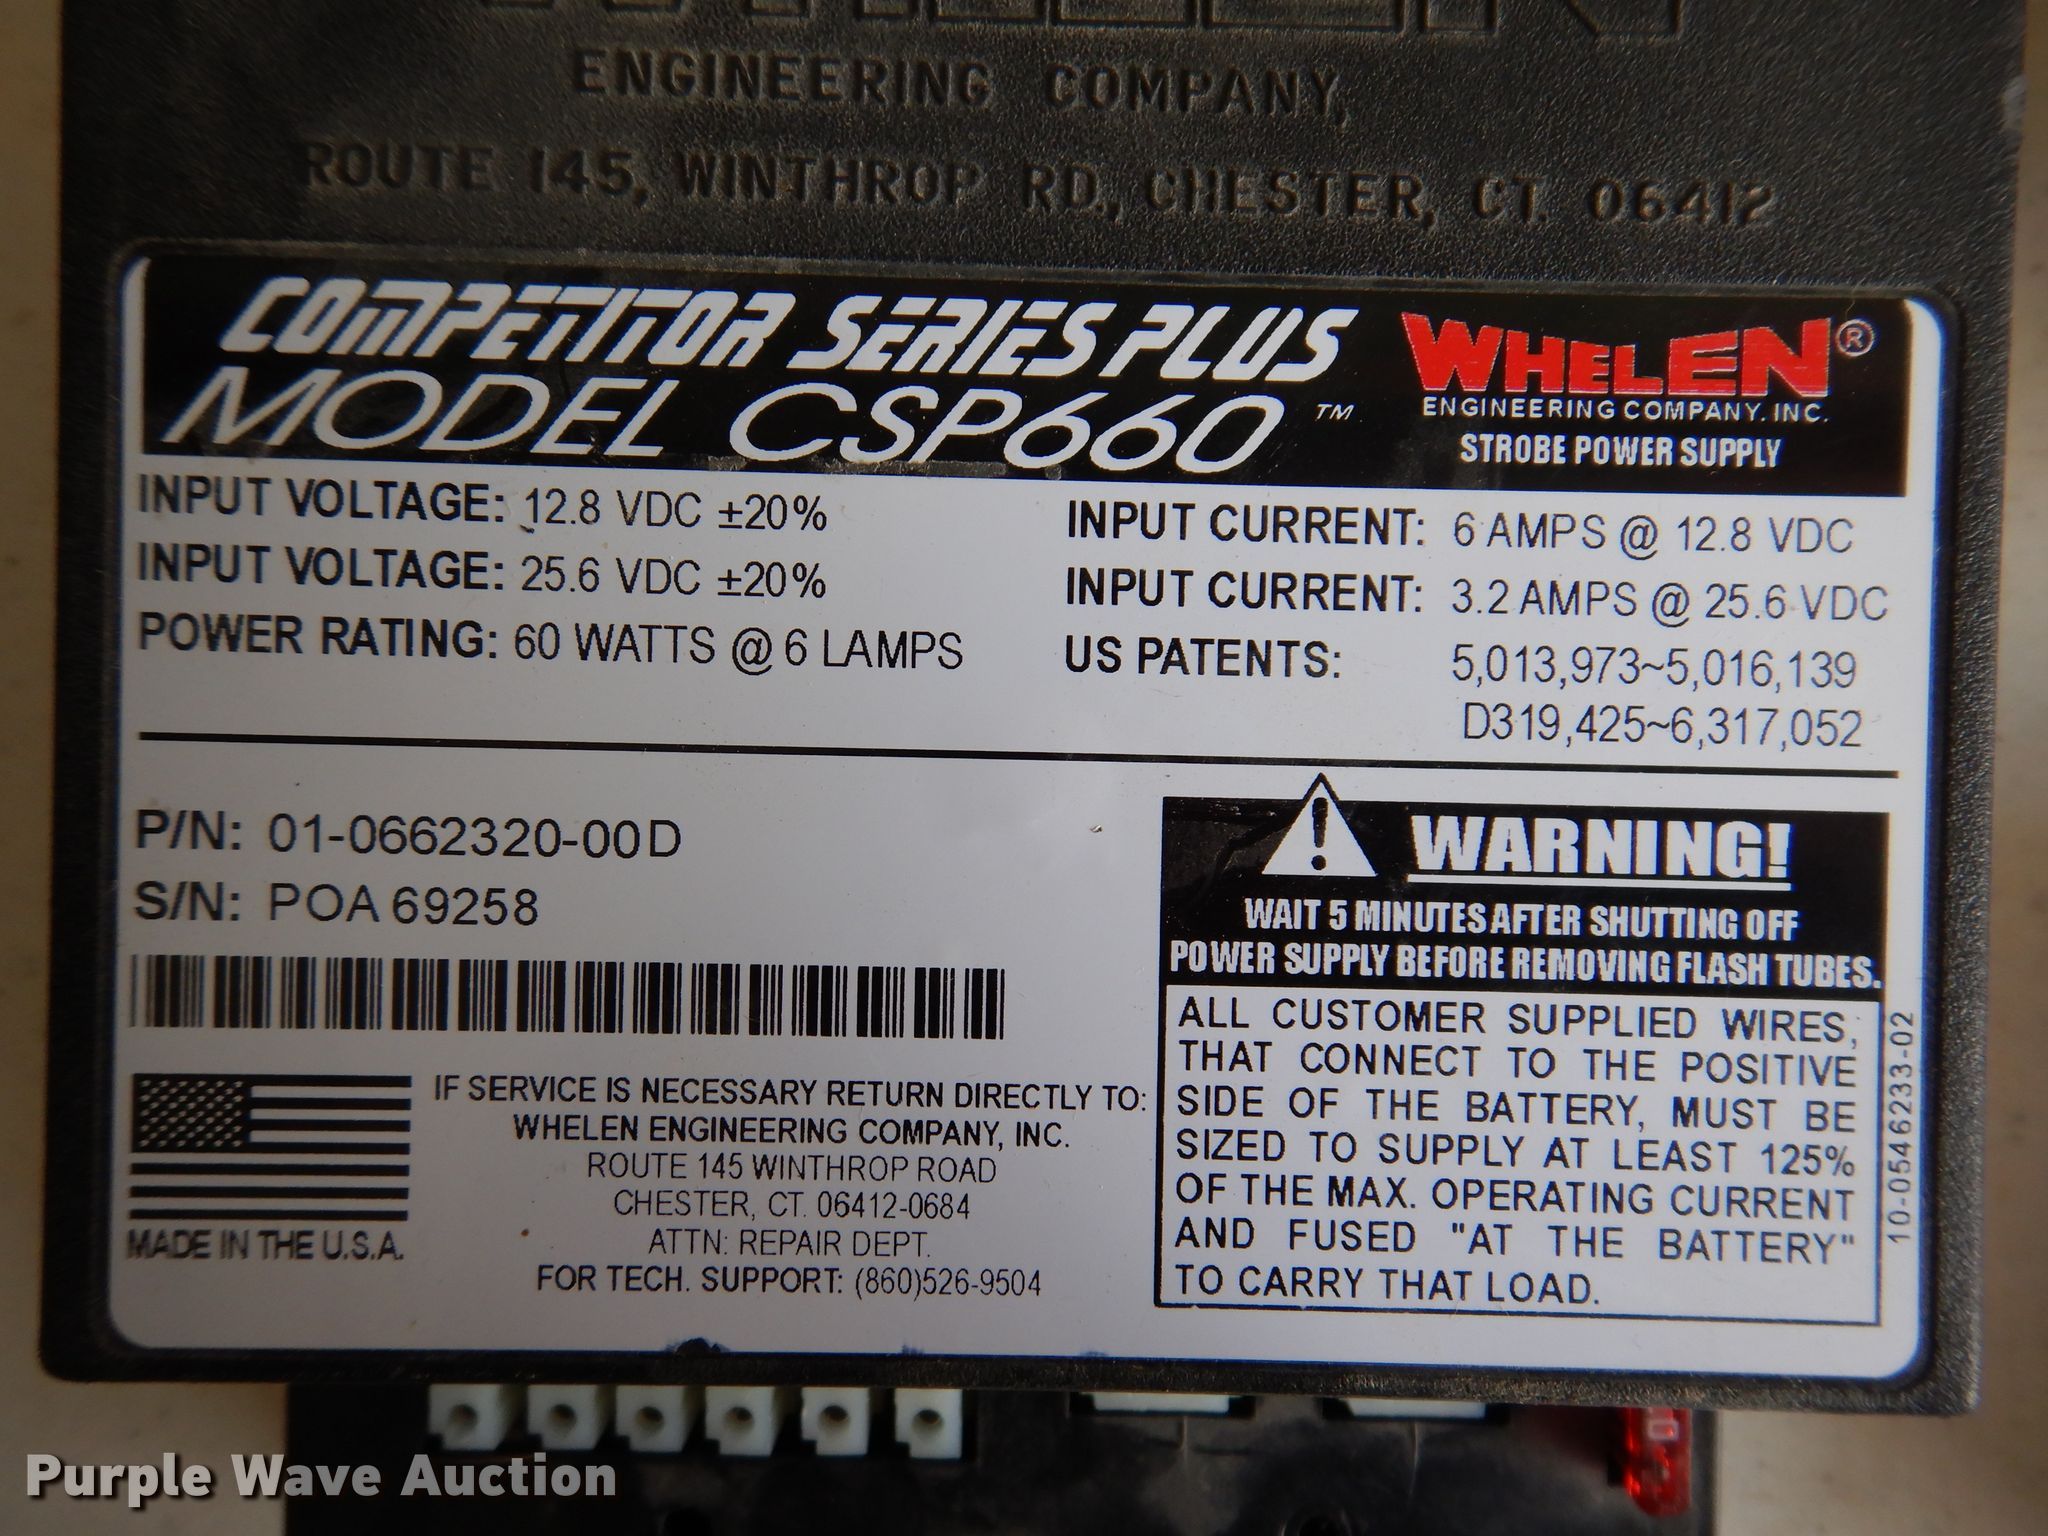 ENGINEERING COMPANY,
ROUTE 145, WINTHROP RD., CHESTER, CT. 06412
COMPETITOR SERIES PLUS
MODEL CSP660 ™
WHELEN®
ENGINEERING COMPANY. INC.
STROBE POWER SUPPLY
INPUT VOLTAGE: 12.8 VDC ±20%
INPUT VOLTAGE: 25.6 VDC ±20%
POWER RATING: 60 WATTS @ 6 LAMPS
INPUT CURRENT: 6 AMPS @ 12.8 VDC
INPUT CURRENT: 3.2 AMPS @ 25.6 VDC
US PATENTS: 5,013,973~5,016,139
D319,425~6,317,052
P/N: 01-0662320-00D
S/N: POA 69258
MADE IN THE U.S.A.
IF SERVICE IS NECESSARY RETURN DIRECTLY TO:
WHELEN ENGINEERING COMPANY, INC.
ROUTE 145 WINTHROP ROAD
CHESTER, CT. 06412-0684
ATTN: REPAIR DEPT.
FOR TECH. SUPPORT: (860)526-9504
WARNING!
WAIT 5 MINUTES AFTER SHUTTING OFF
POWER SUPPLY BEFORE REMOVING FLASH TUBES.
ALL CUSTOMER SUPPLIED WIRES,
THAT CONNECT TO THE POSITIVE
SIDE OF THE BATTERY, MUST BE
SIZED TO SUPPLY AT LEAST 125%
OF THE MAX. OPERATING CURRENT
AND FUSED "AT THE BATTERY"
TO CARRY THAT LOAD.
10-0546233-02
Purple Wave Auction